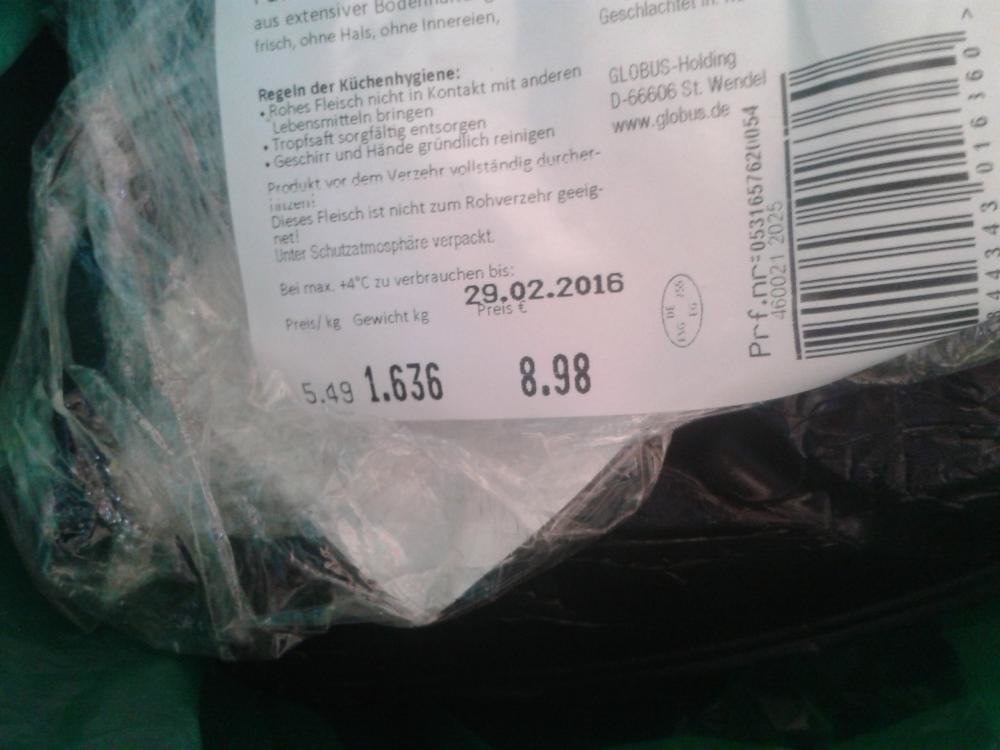 aus extensiver
frisch, ohne Hals, ohne Innereien,
Geschlachtet in:
Regeln der Küchenhygiene:
• Rohes Fleisch nicht in Kontakt mit anderen
Lebensmitteln bringen
• Tropfsaft sorgfältig entsorgen
• Geschirr und Hände gründlich reinigen
Produkt vor dem Verzehr vollständig durcher-
hitzen!
Dieses Fleisch ist nicht zum Rohverzehr geeig-
net!
Unter Schutzatmosphäre verpackt.
Bei max. +4°C zu verbrauchen bis:
29.02.2016
Preis/kg Gewicht kg Preis €
5.49 1.636 8.98
GLOBUS-Holding
D-66606 St. Wendel
www.globus.de
DE
EG
Prf.nr=
460021 2025
>